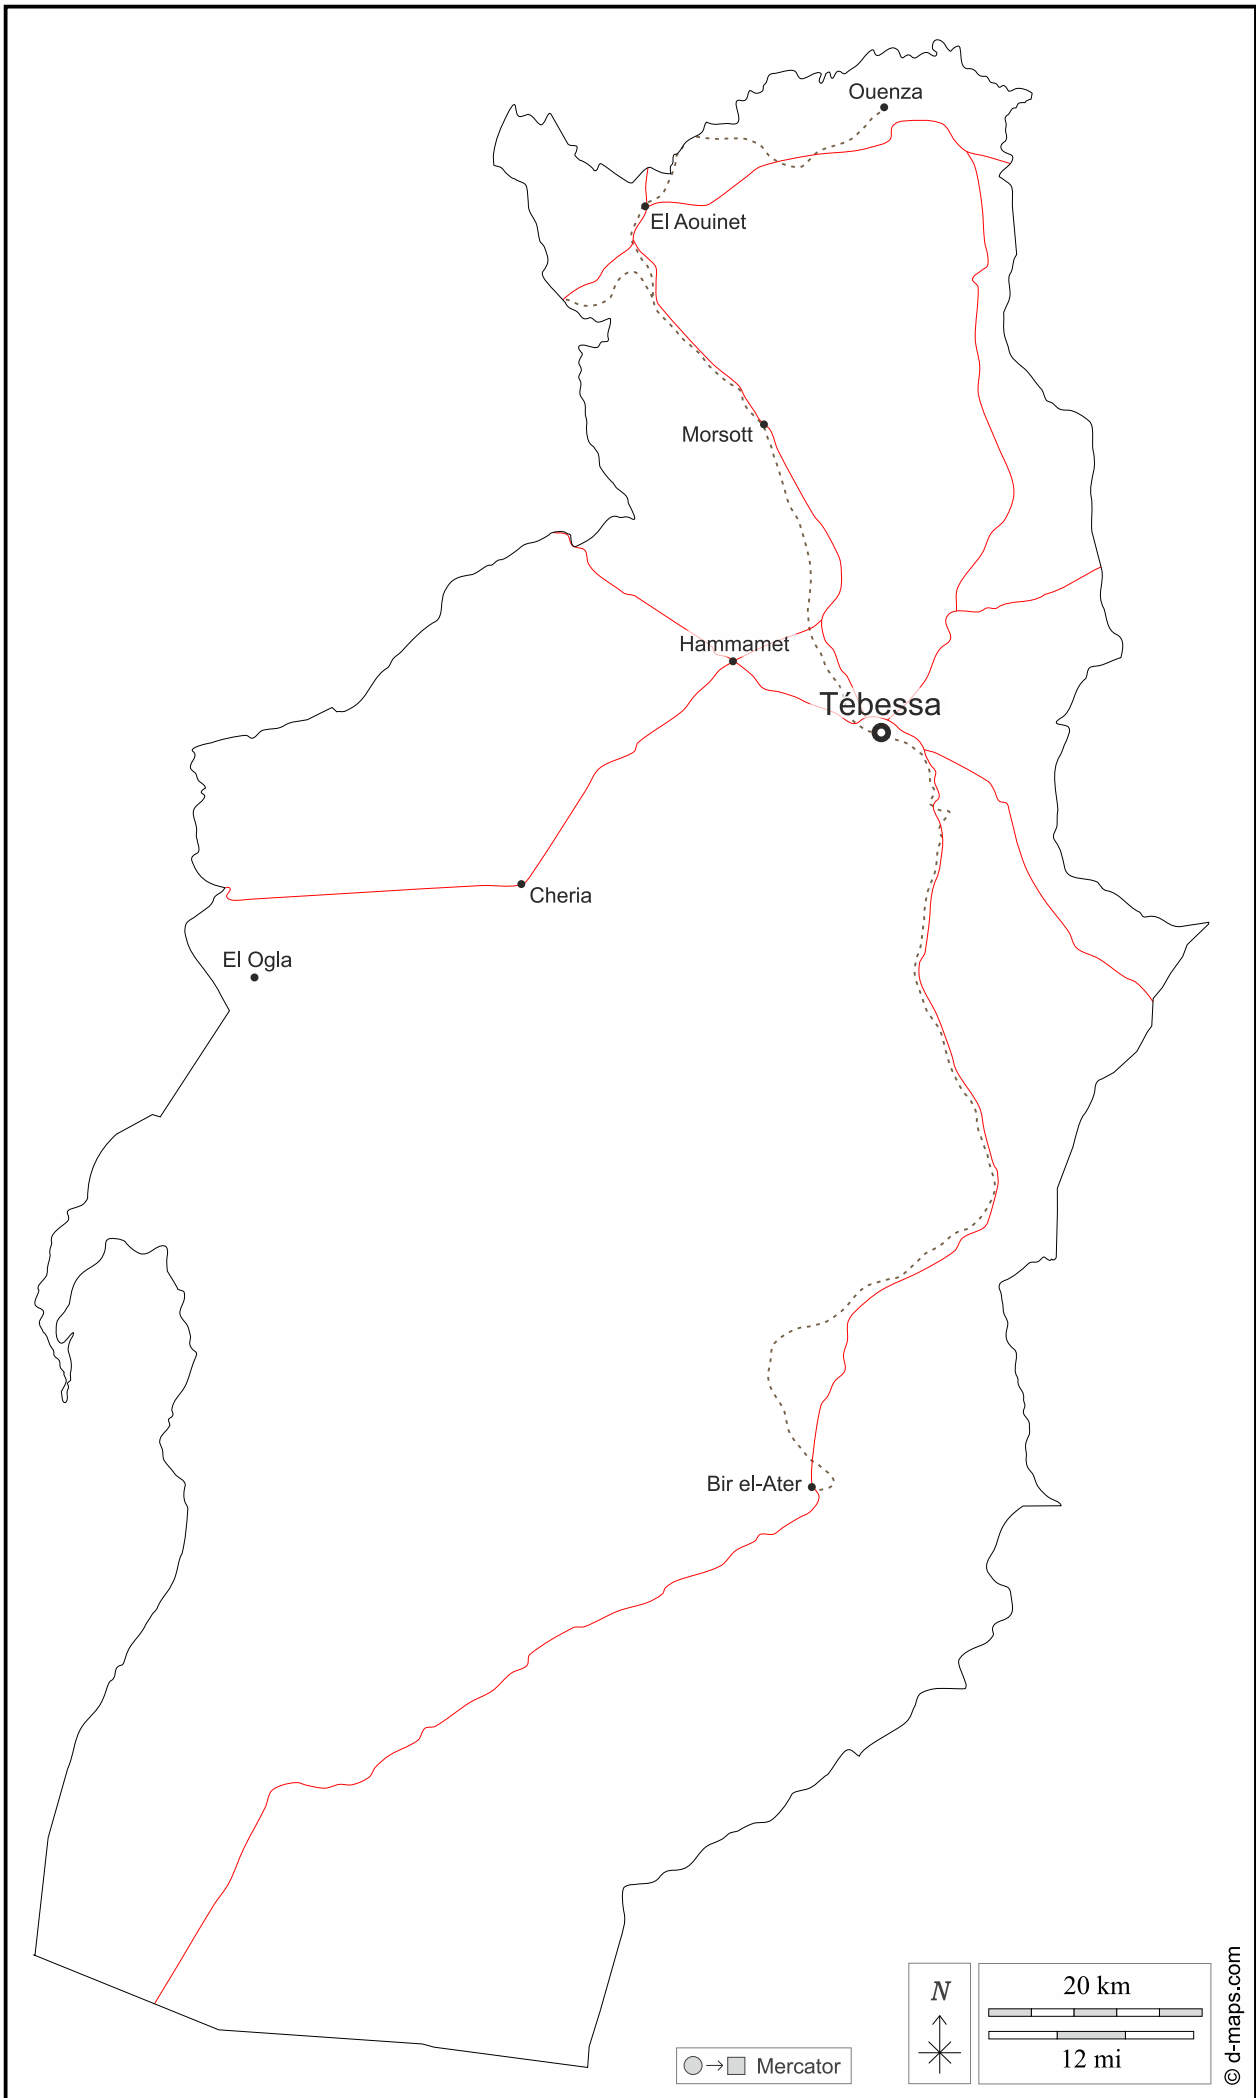 Ouenza
El Aouinet
Morsott
Hammamet
Tébessa
Cheria
El Ogla
Bir el-Ater
N
20 km
12 mi
Mercator
© d-maps.com